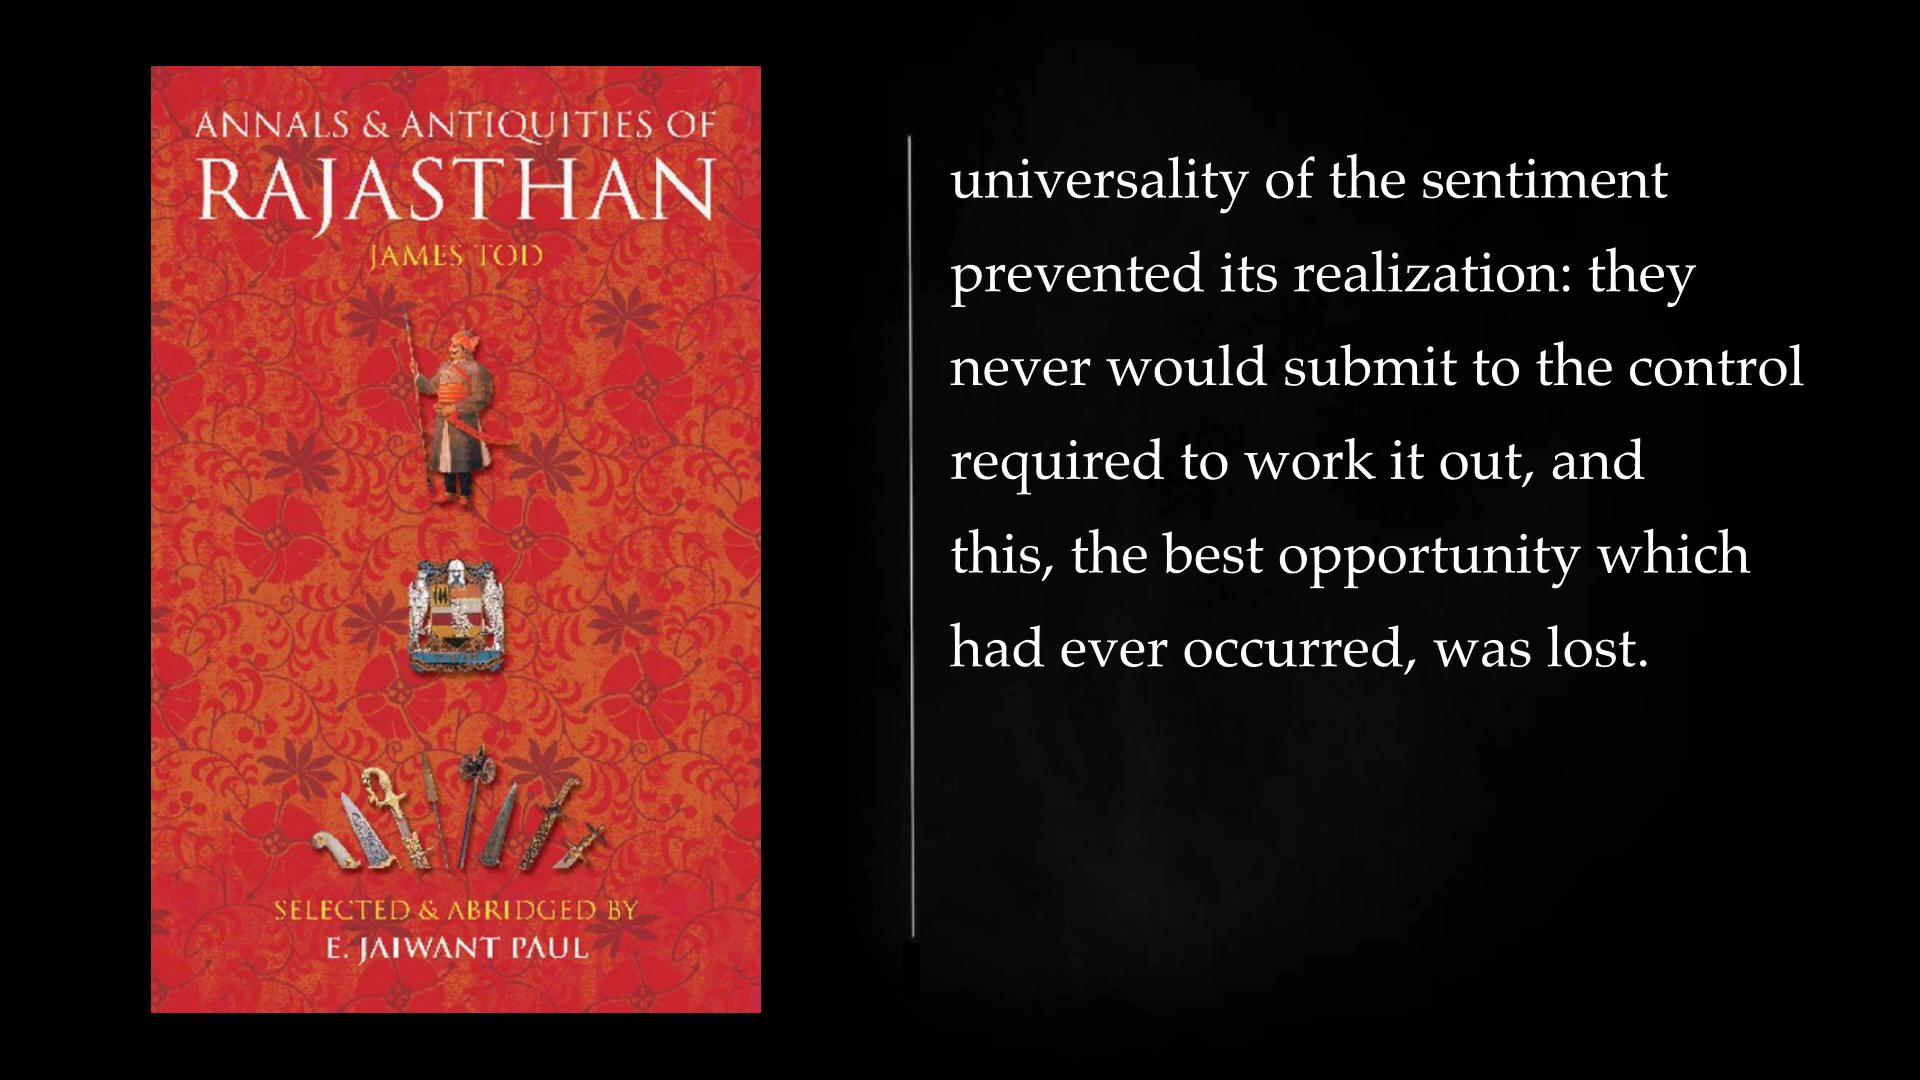 ANNALS & ANTIQUITIES OF
RAJASTHAN
JAMES TOD
SELECTED & ABRIDGED BY
E. JAIWANT PAUL
universality of the sentiment
prevented its realization: they
never would submit to the control
required to work it out, and
this, the best opportunity which
had ever occurred, was lost.